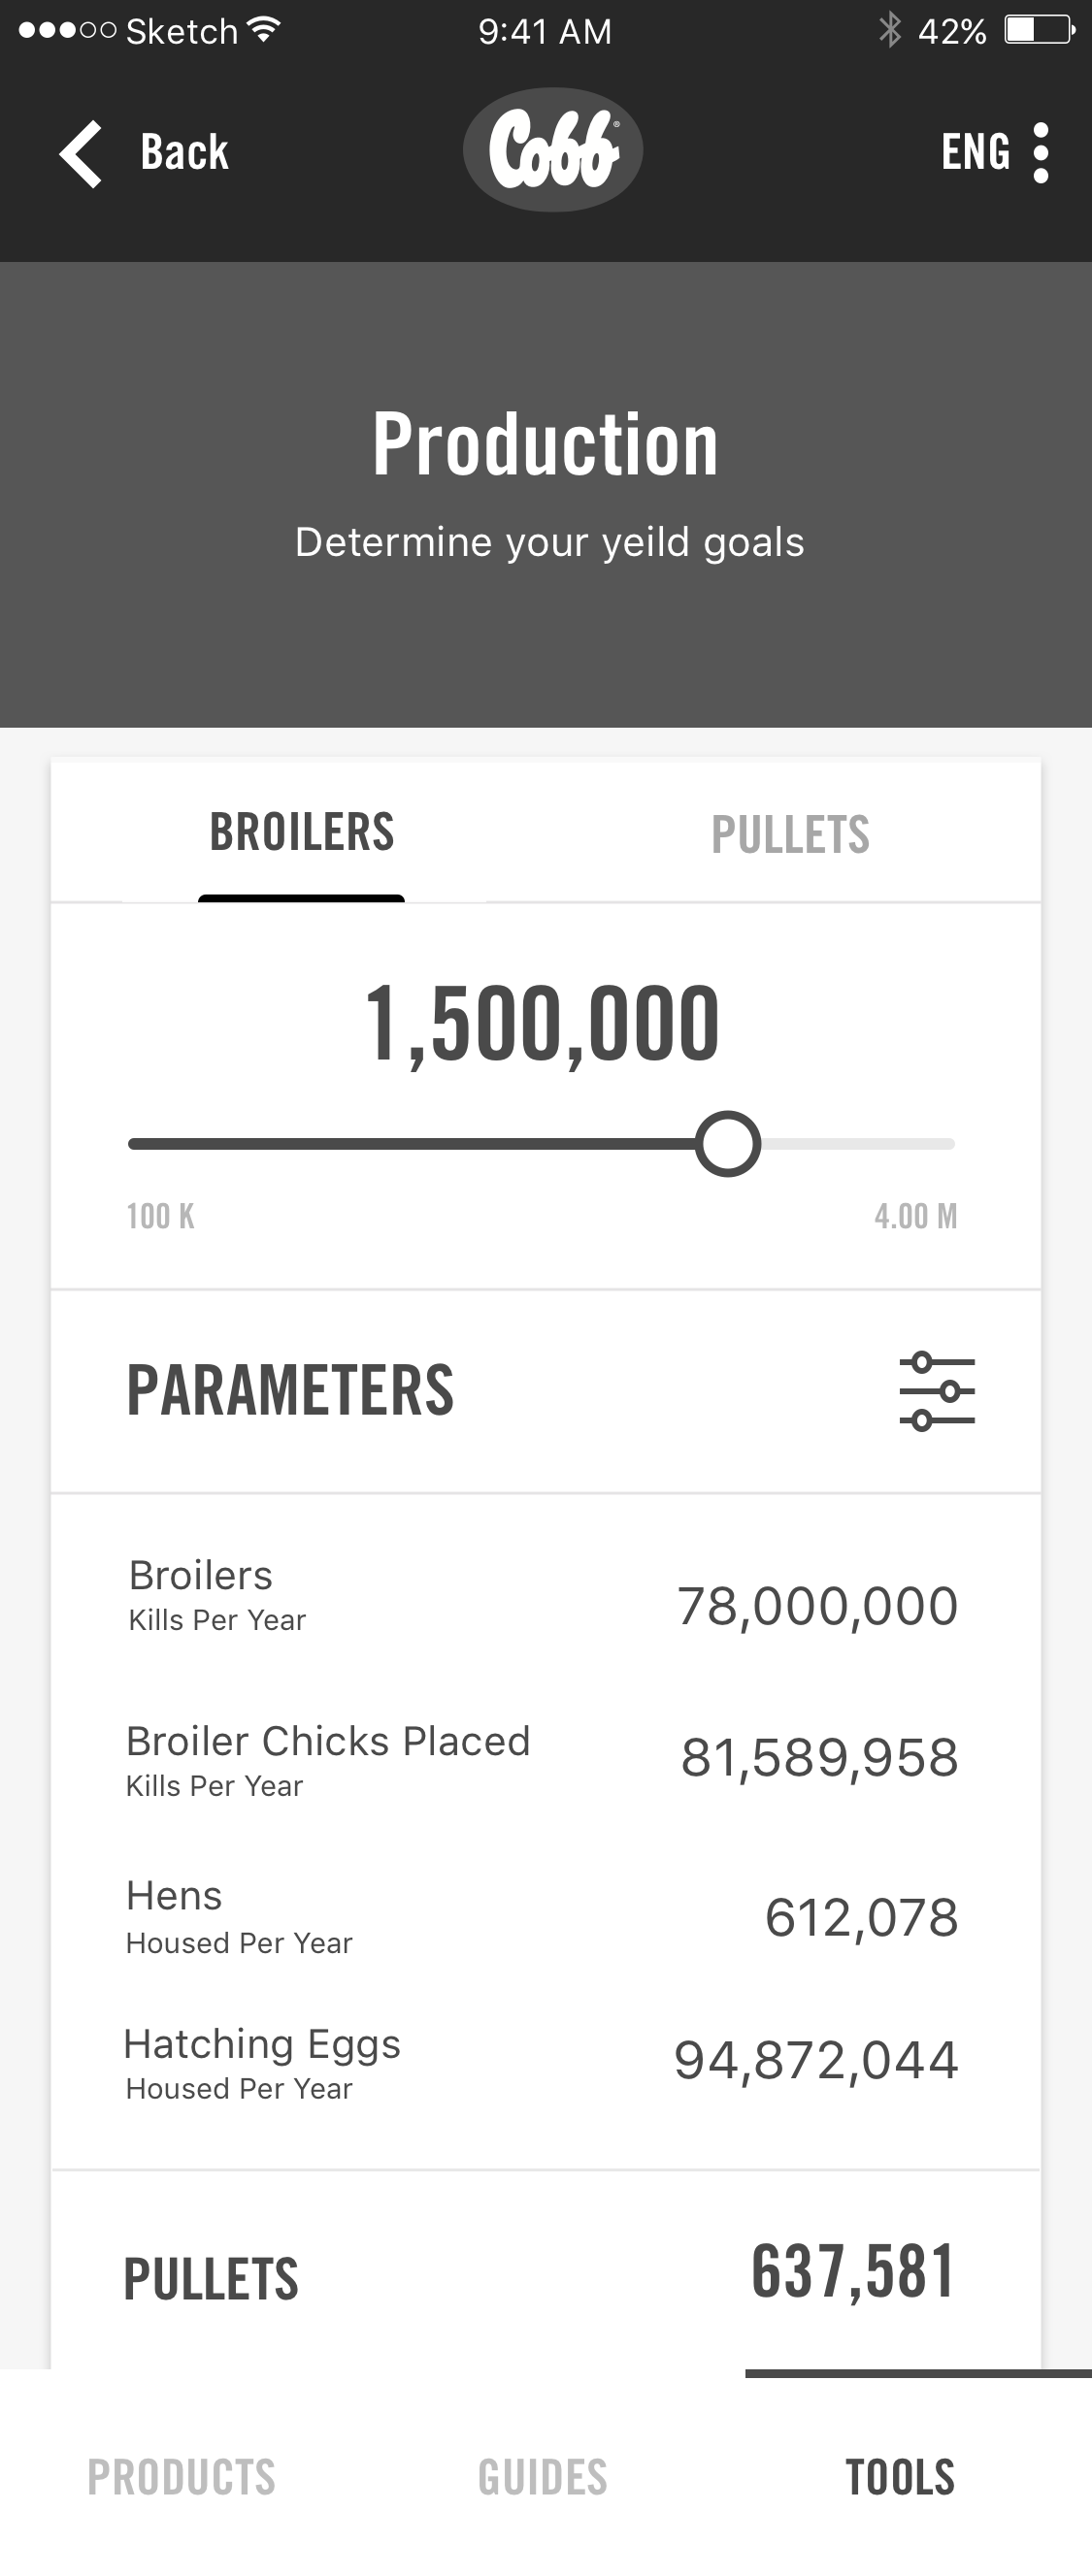 Sketch 9:41 AM 42%
Back Cobb® ENG
Production
Determine your yeild goals
BROILERS PULLETS
1,500,000
100 K 4.00 M
PARAMETERS
Broilers
Kills Per Year
78,000,000
Broiler Chicks Placed
Kills Per Year
81,589,958
Hens
Housed Per Year
612,078
Hatching Eggs
Housed Per Year
94,872,044
PULLETS 637,581
PRODUCTS GUIDES TOOLS